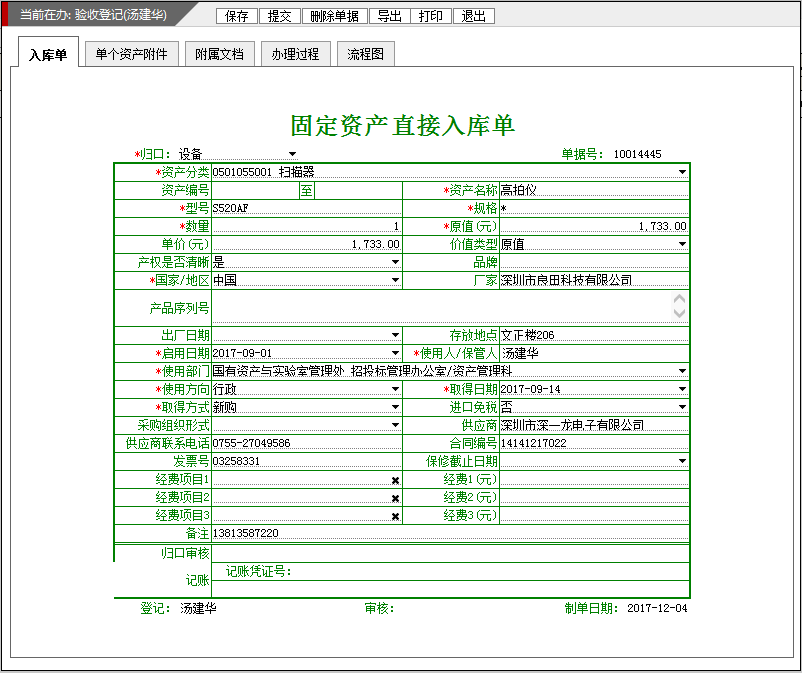 当前在办: 验收登记(汤建华) 保存 提交 删除单据 导出 打印 退出
入库单 单个资产附件 附属文档 办理过程 流程图
固定资产直接入库单
*归口: 设备 单据号: 10014445
*资产分类 0501055001 扫描器
资产编号 至 *资产名称 高拍仪
*型号 S520AF *规格 *
*数量 1 *原值(元) 1,733.00
单价(元) 1,733.00 价值类型 原值
产权是否清晰 是 品牌
*国家/地区 中国 厂家 深圳市良田科技有限公司
产品序列号
出厂日期 存放地点 文正楼206
*启用日期 2017-09-01 *使用人/保管人 汤建华
*使用部门 国有资产与实验室管理处 招投标管理办公室/资产管理科
*使用方向 行政 *取得日期 2017-09-14
*取得方式 新购 进口免税 否
采购组织形式 供应商 深圳市深一龙电子有限公司
供应商联系电话 0755-27049586 合同编号 14141217022
发票号 03258331 保修截止日期
经费项目1 经费1(元)
经费项目2 经费2(元)
经费项目3 经费3(元)
备注 13813587220
归口审核
记账 记账凭证号:
登记: 汤建华 审核: 制单日期: 2017-12-04